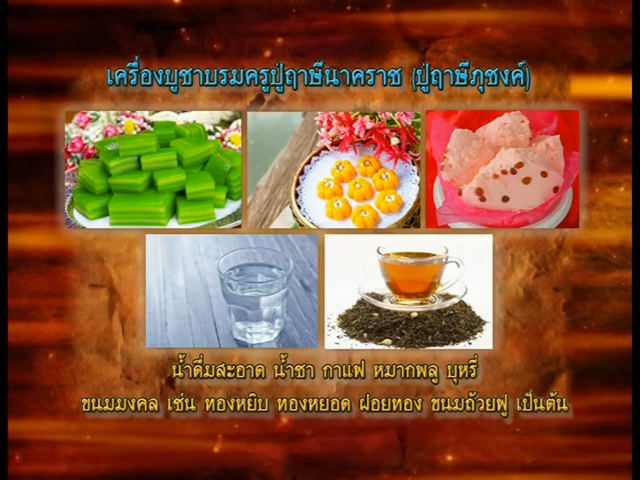 เครื่องบูชาบรมครูปู่ฤาษีนาคราช (ปู่ฤาษีภุชงค์)
น้ำดื่มสะอาด น้ำชา กาแฟ หมากพลู บุหรี่
ขนมมงคล เช่น ทองหยิบ ทองหยอด ฝอยทอง ขนมถ้วยฟู เป็นต้น